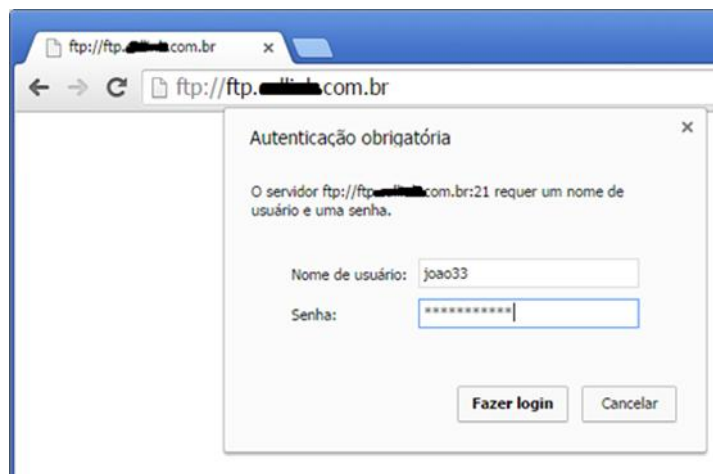 ftp://ftp. .com.br
ftp://ftp. .com.br
Autenticação obrigatória
O servidor ftp://ftp. .com.br:21 requer um nome de
usuário e uma senha.
Nome de usuário: joao33
Senha: ***********
Fazer login Cancelar